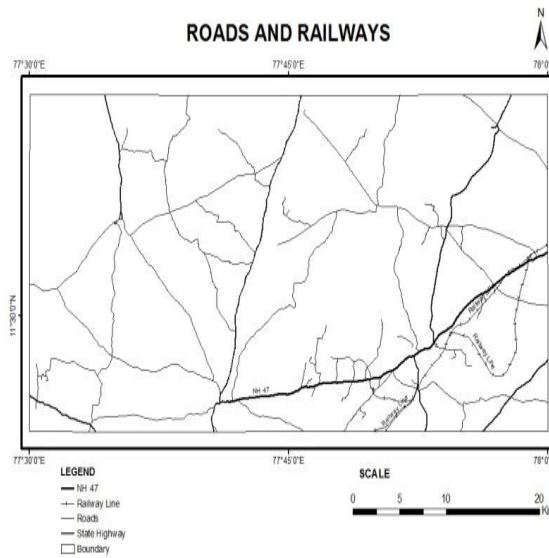 N
ROADS AND RAILWAYS
77°30'0"E 77°45'0"E 78°0'
11°30'0"N
Railway
Railway Line
NH 47
Railway Line
77°30'0"E 77°45'0"E 78°0'
LEGEND
NH 47
Railway Line
Roads
State Highway
Boundary
SCALE
0 5 10 20